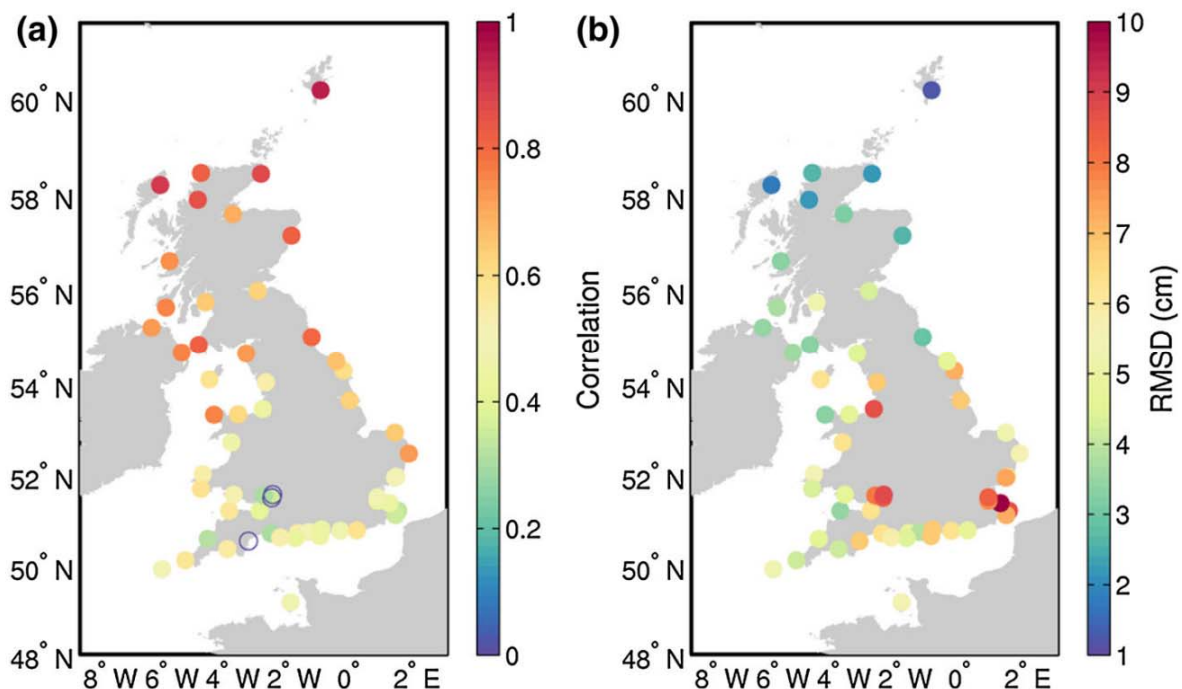 (a)
60° N
58° N
56° N
54° N
52° N
50° N
48° N
8° W 6° W 4° W 2° W 0° 2° E
1
0.8
0.6
0.4
0.2
0
Correlation
(b)
60° N
58° N
56° N
54° N
52° N
50° N
48° N
8° W 6° W 4° W 2° W 0° 2° E
10
9
8
7
6
5
4
3
2
1
RMSD (cm)